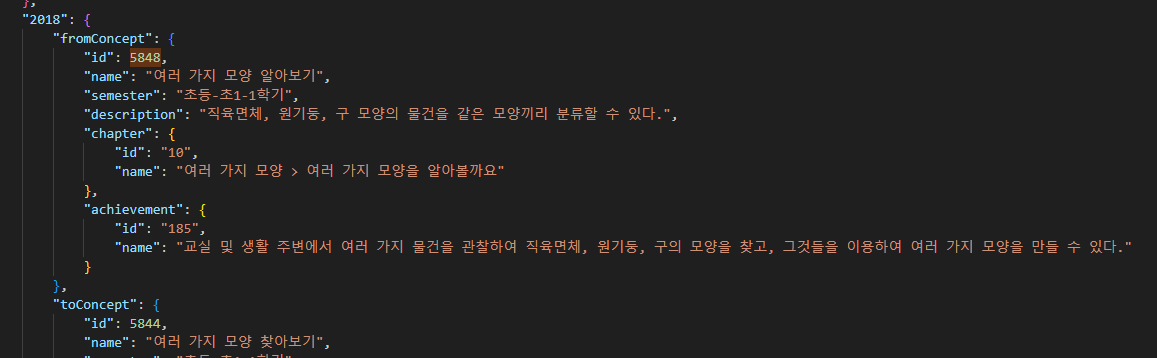 },
"2018": {
"fromConcept": {
"id": 5848,
"name": "여러 가지 모양 알아보기",
"semester": "초등-초1-1학기",
"description": "직육면체, 원기둥, 구 모양의 물건을 같은 모양끼리 분류할 수 있다.",
"chapter": {
"id": "10",
"name": "여러 가지 모양 > 여러 가지 모양을 알아볼까요"
},
"achievement": {
"id": "185",
"name": "교실 및 생활 주변에서 여러 가지 물건을 관찰하여 직육면체, 원기둥, 구의 모양을 찾고, 그것들을 이용하여 여러 가지 모양을 만들 수 있다."
}
},
"toConcept": {
"id": 5844,
"name": "여러 가지 모양 찾아보기",